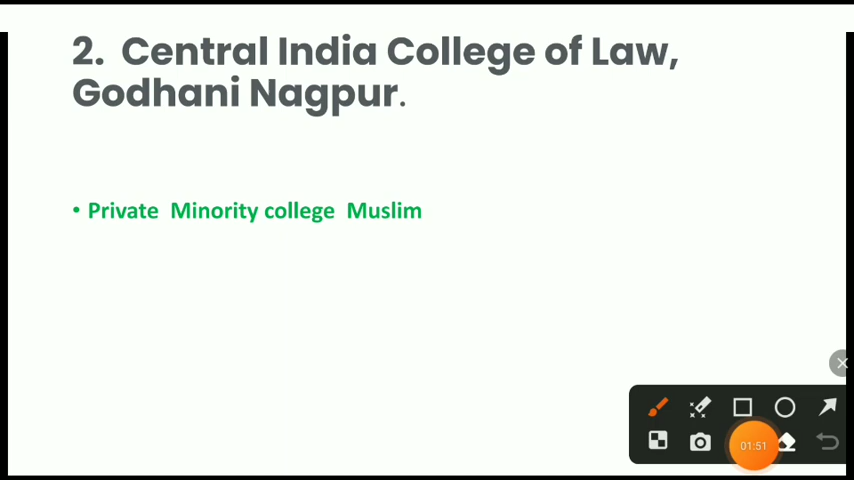 2. Central India College of Law,
Godhani Nagpur.
• Private Minority college Muslim
01:51